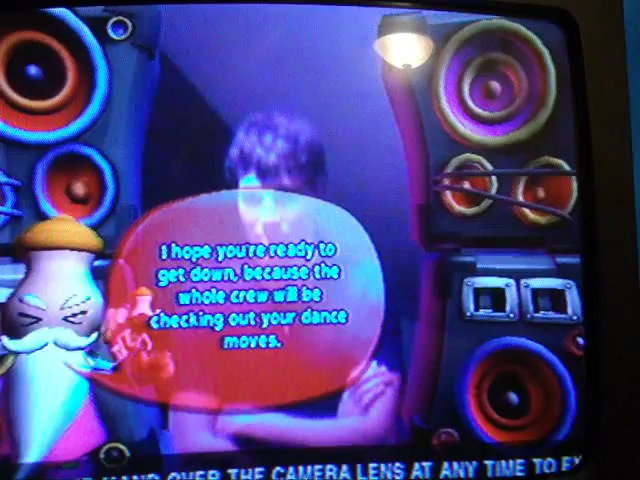 I hope you're ready to
get down, because the
whole crew will be
checking out your dance
moves.
HAND OVER THE CAMERA LENS AT ANY TIME TO